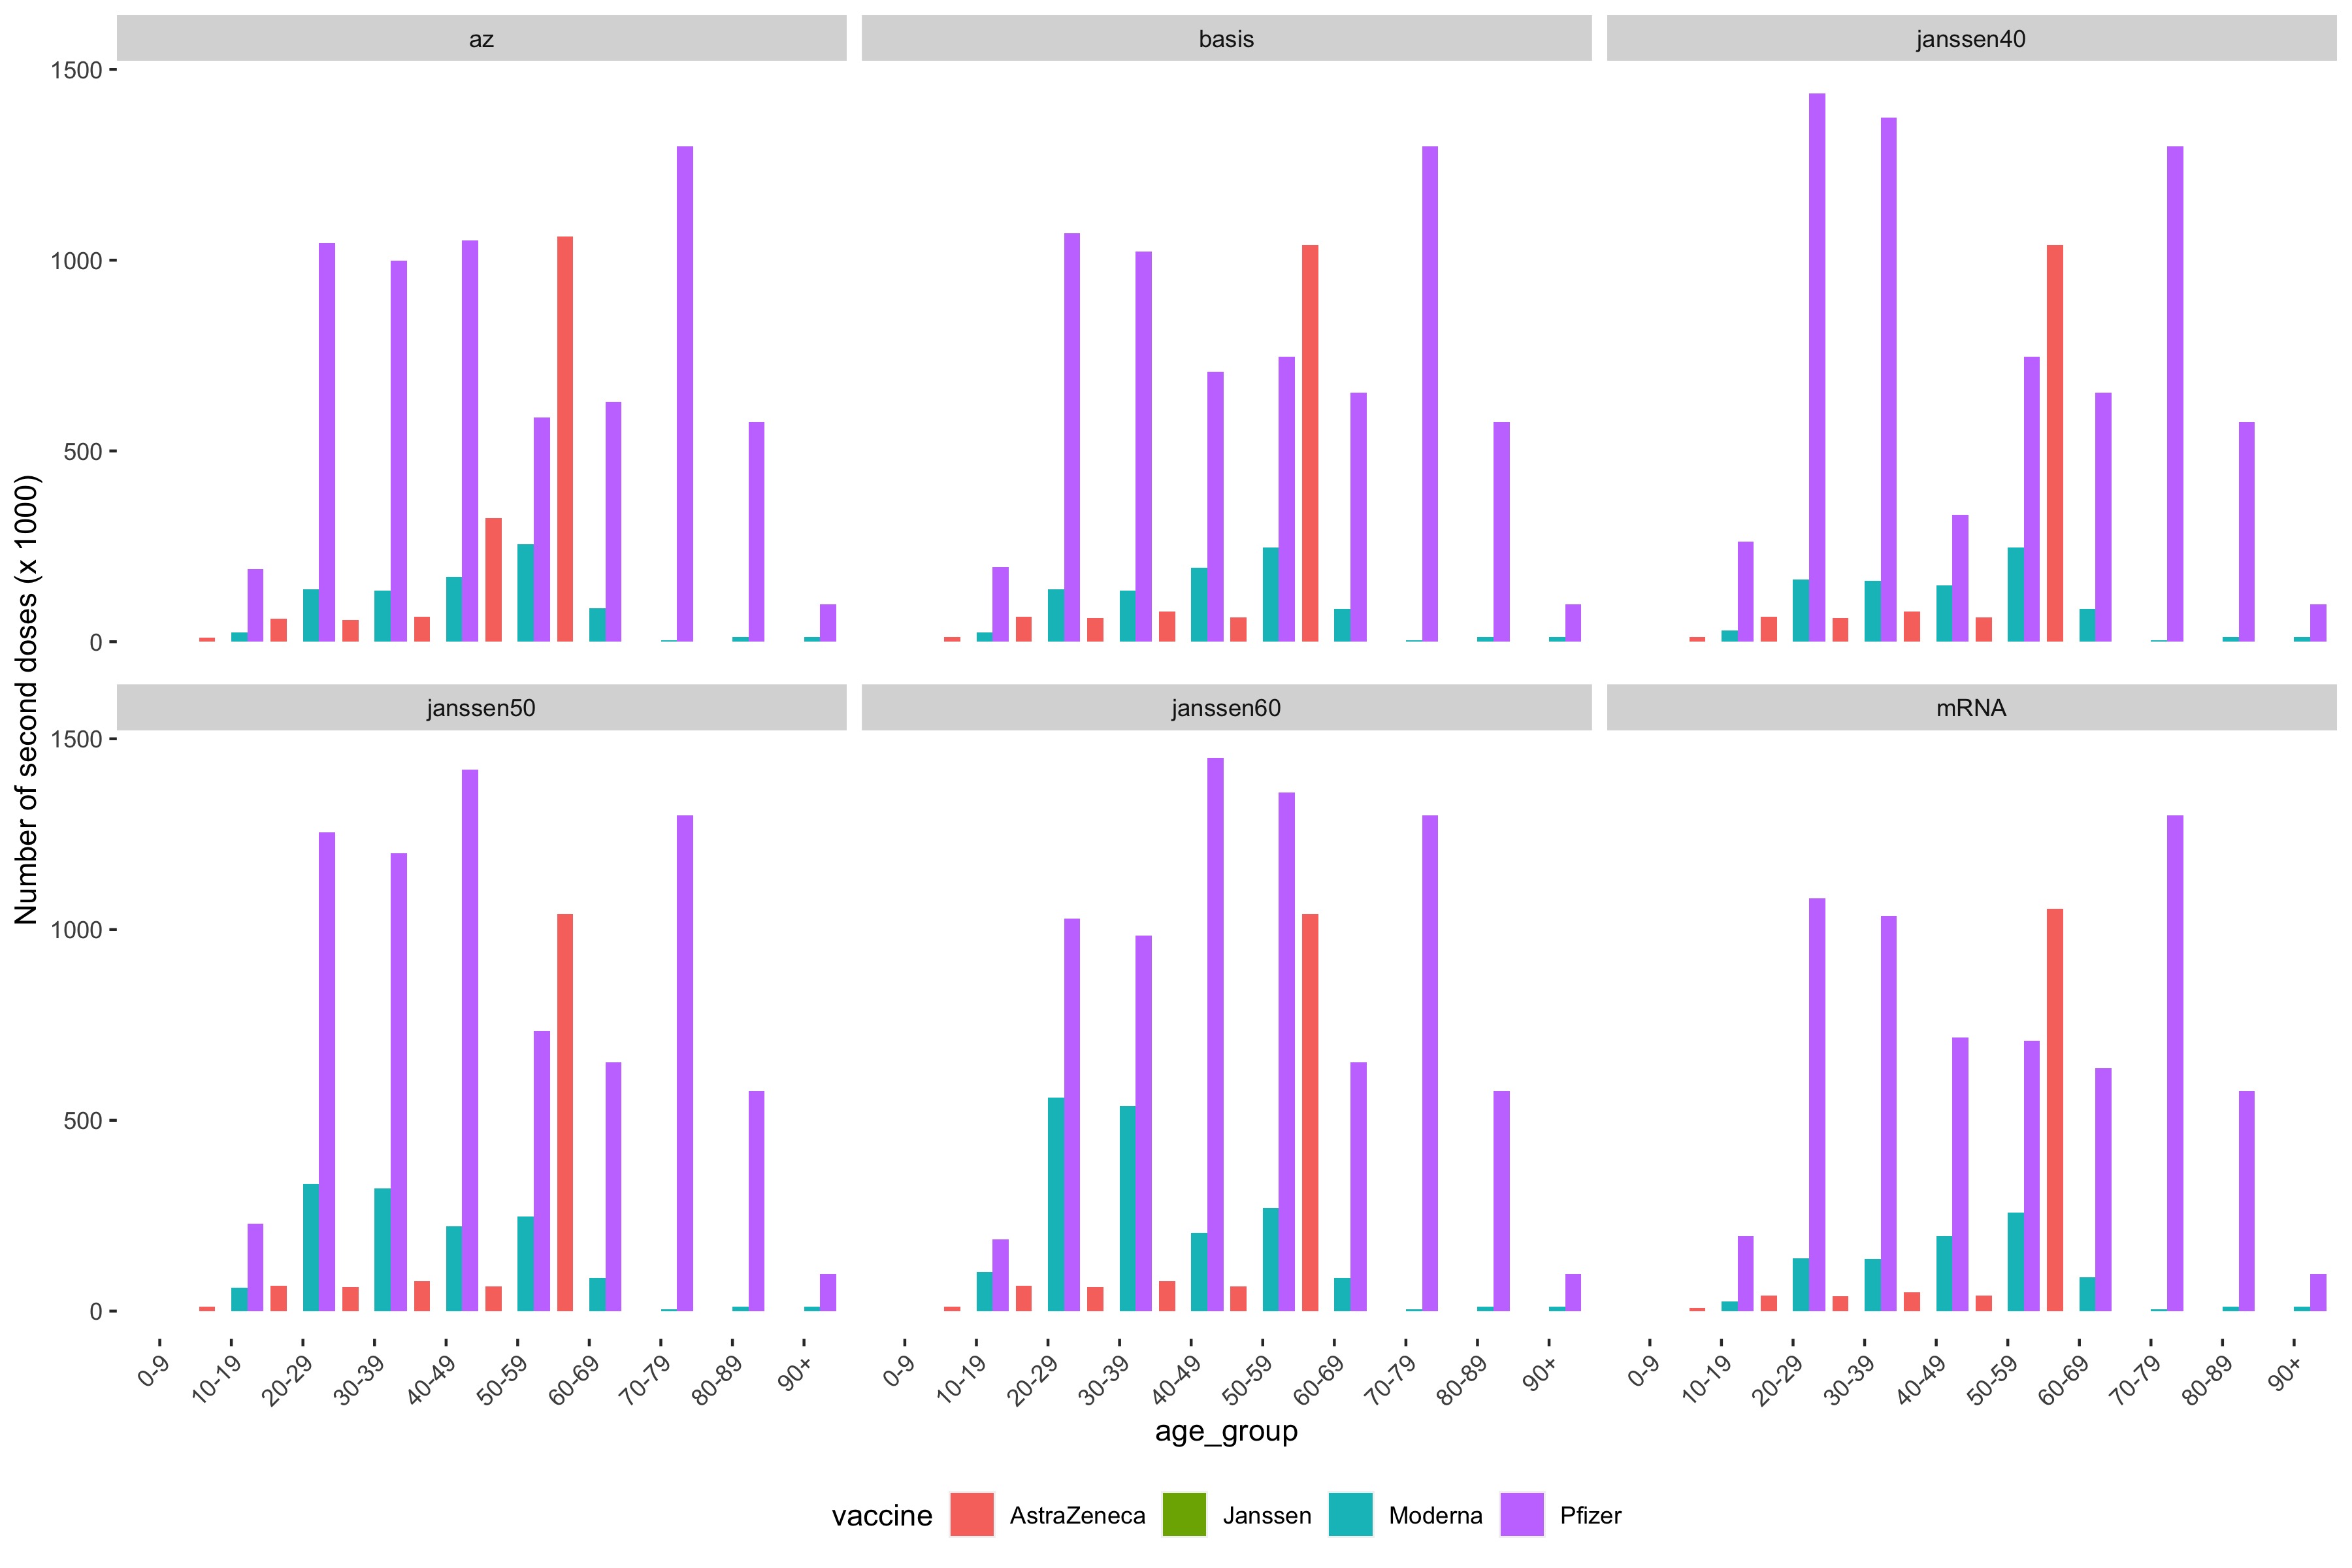 az
basis
janssen40
1500
1000
500
0
Number of second doses (x 1000)
janssen50
janssen60
mRNA
1500
1000
500
0
0-9
10-19
20-29
30-39
40-49
50-59
60-69
70-79
80-89
90+
0-9
10-19
20-29
30-39
40-49
50-59
60-69
70-79
80-89
90+
0-9
10-19
20-29
30-39
40-49
50-59
60-69
70-79
80-89
90+
age_group
vaccine
AstraZeneca
Janssen
Moderna
Pfizer